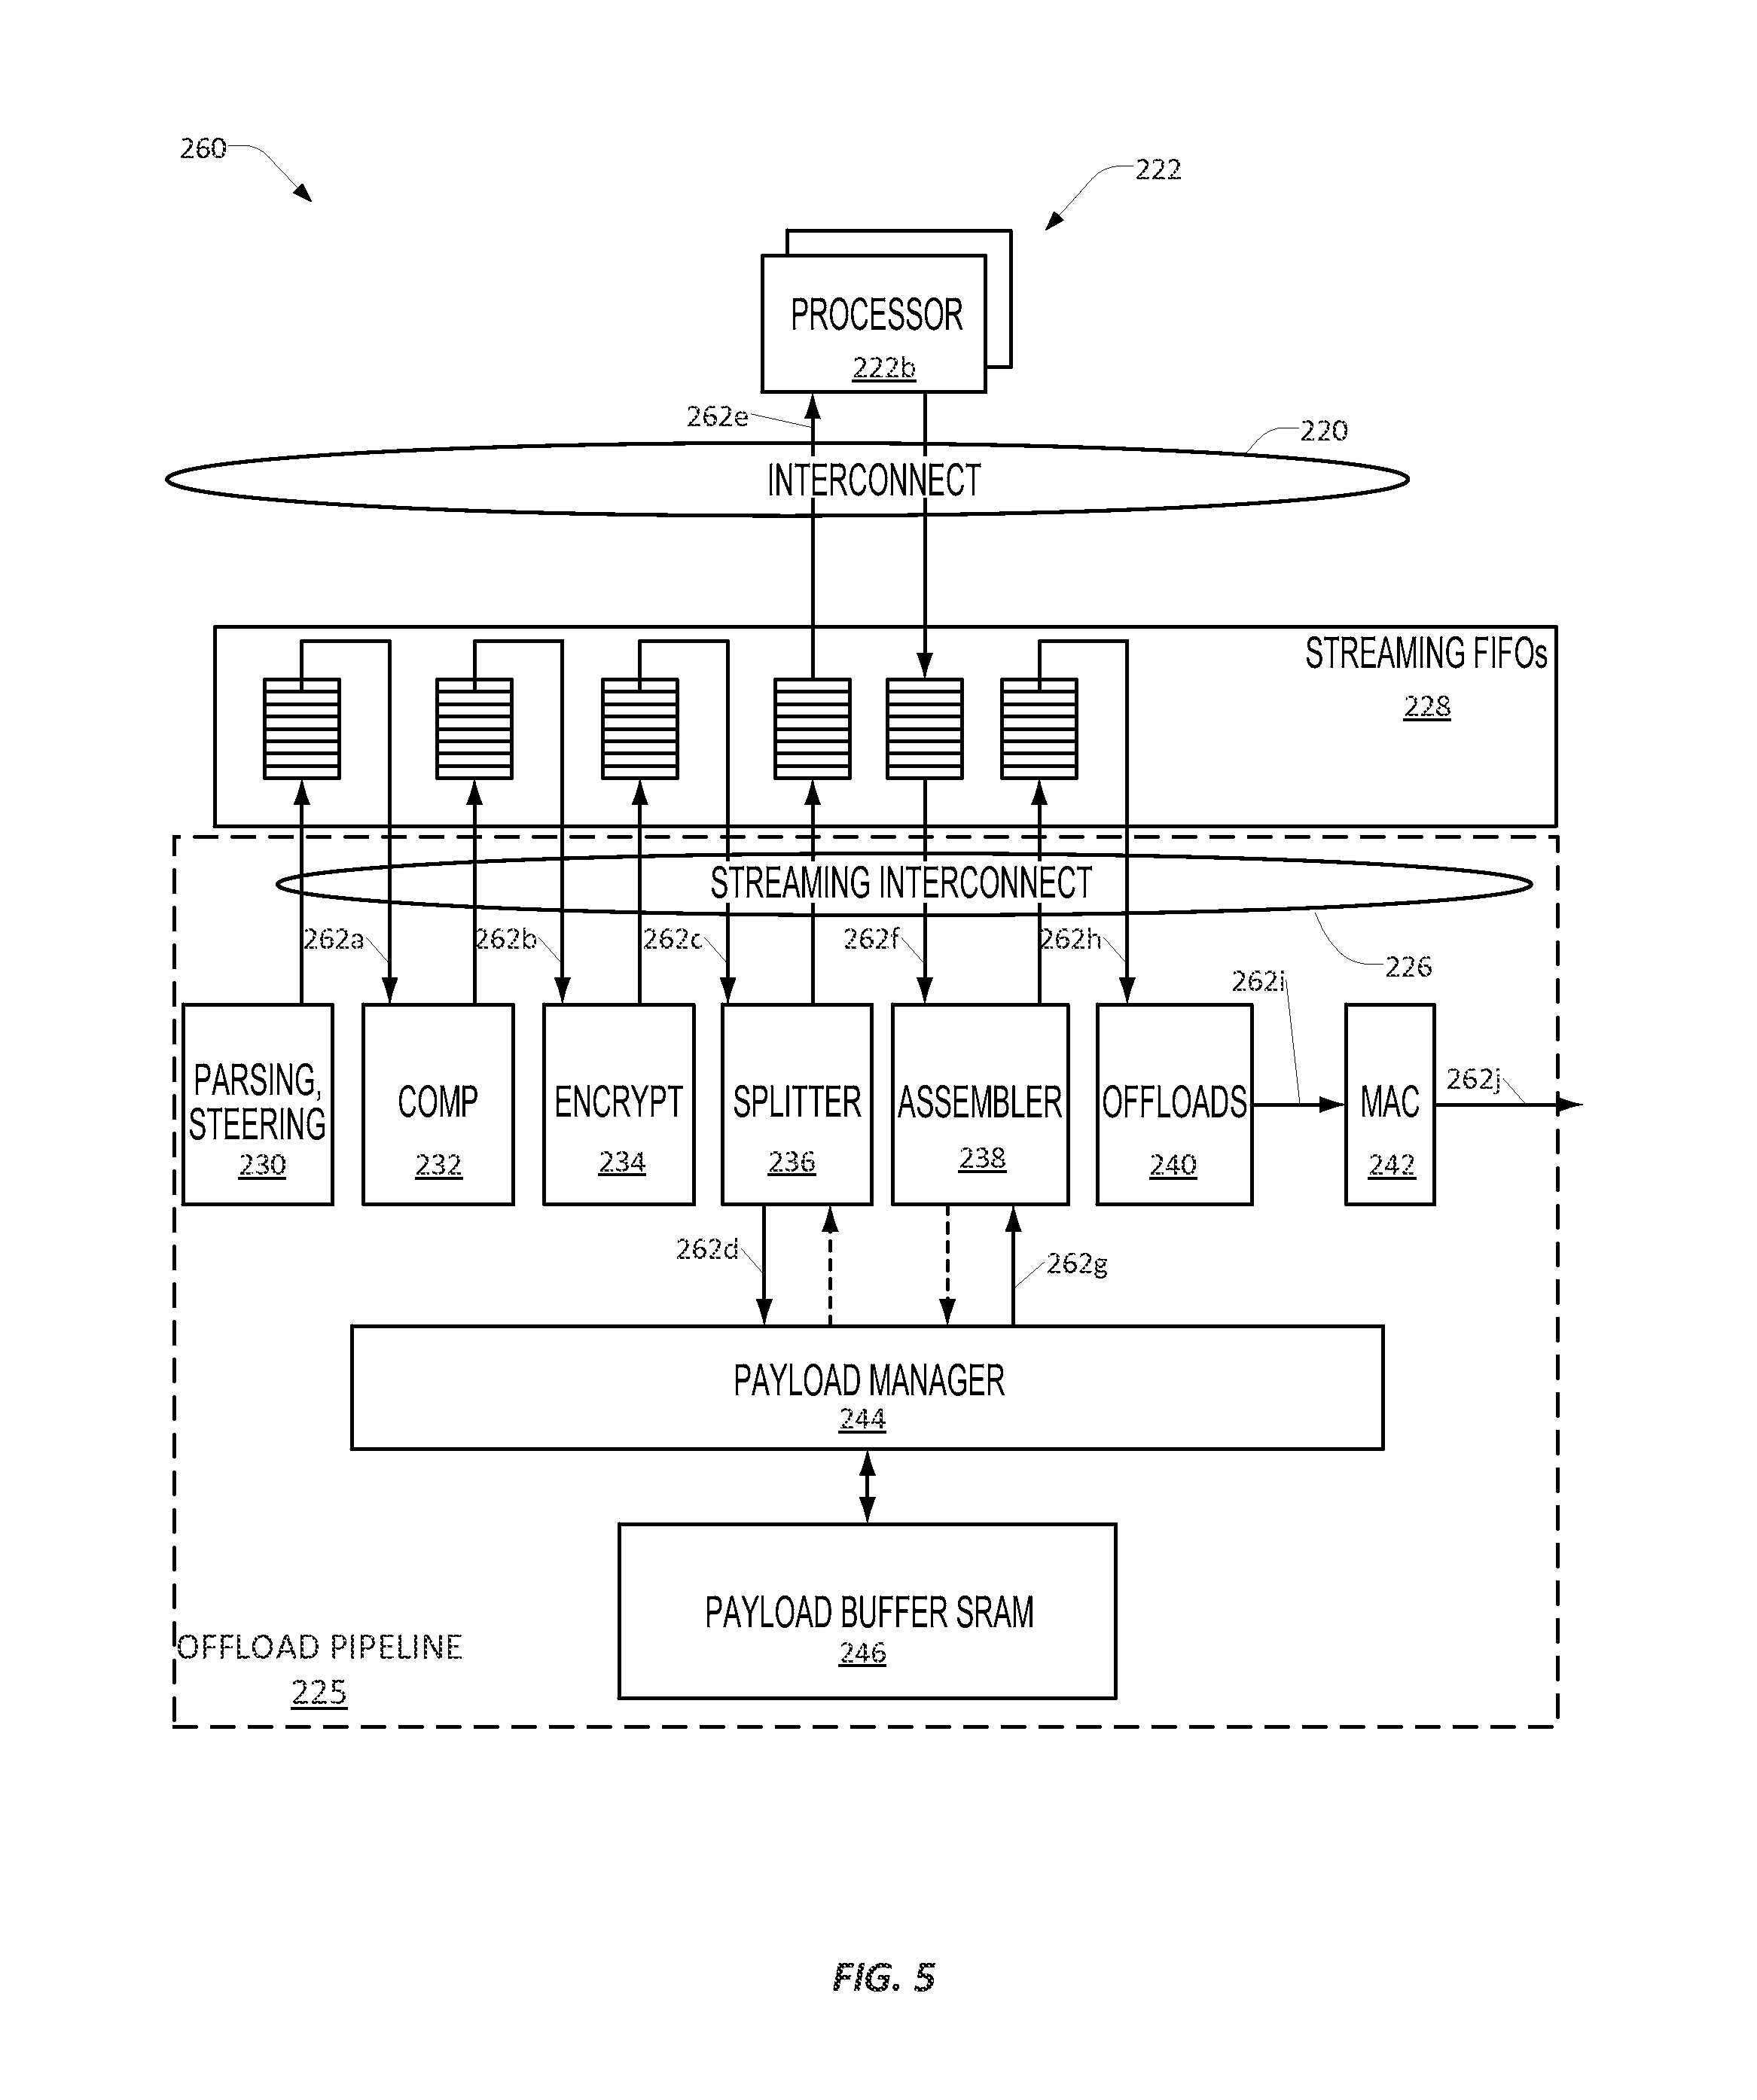 260
222
PROCESSOR
222b
262e
220
INTERCONNECT
STREAMING FIFOs
228
STREAMING INTERCONNECT
262a
262b
262c
262f
262h
226
262i
PARSING,
STEERING
230
COMP
232
ENCRYPT
234
SPLITTER
236
ASSEMBLER
238
OFFLOADS
240
MAC
242
262j
262d
262g
PAYLOAD MANAGER
244
PAYLOAD BUFFER SRAM
246
OFFLOAD PIPELINE
225
FIG. 5